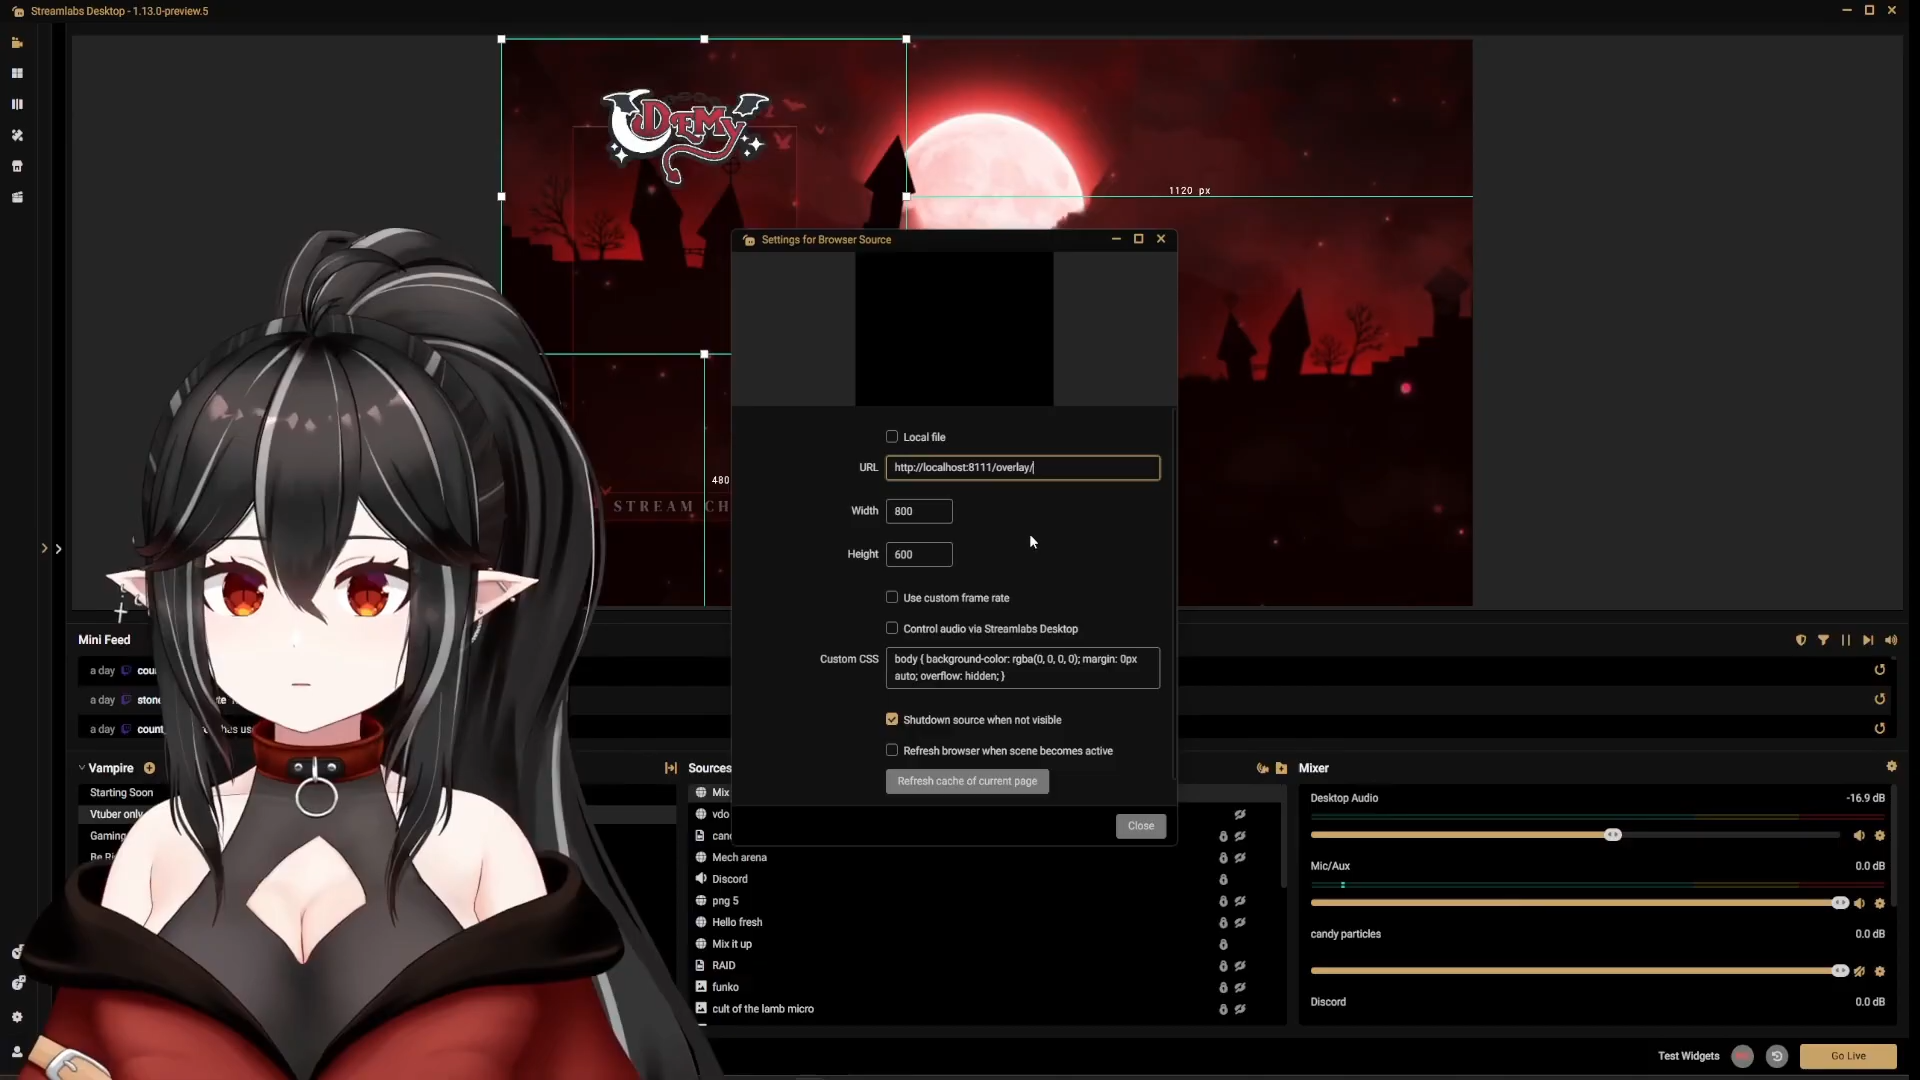 Streamlabs Desktop - 1.13.0-preview.5
DEMY
1120 px
Settings for Browser Source
Local file
URL http://localhost:8111/overlay/
Width 800
480
STREAM CH
Height 600
Use custom frame rate
Control audio via Streamlabs Desktop
Custom CSS body { background-color: rgba(0, 0, 0, 0); margin: 0px
auto; overflow: hidden; }
Shutdown source when not visible
Refresh browser when scene becomes active
Refresh cache of current page
Close
Mini Feed
a day
a day
a day
Vampire
Starting Soon
Vtuber only
Gaming
Sources
Mix
vdo
Mech arena
Discord
png 5
Hello fresh
Mix it up
RAID
funko
cult of the lamb micro
Mixer
Desktop Audio -16.9 dB
Mic/Aux 0.0 dB
candy particles 0.0 dB
Discord 0.0 dB
Test Widgets
Go Live